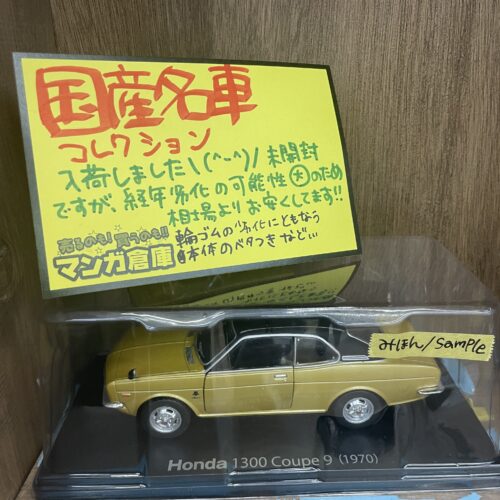 国産名車
コレクション
入荷しました\(^-^)/ 未開封
ですが、経年劣化の可能性大のため
相場よりお安くしてます!!
売るのも!買うのも!!
マンガ倉庫
輪ゴムの劣化にともなう
本体のベタつきなど…
みほん/Sample
Honda 1300 Coupe 9 (1970)